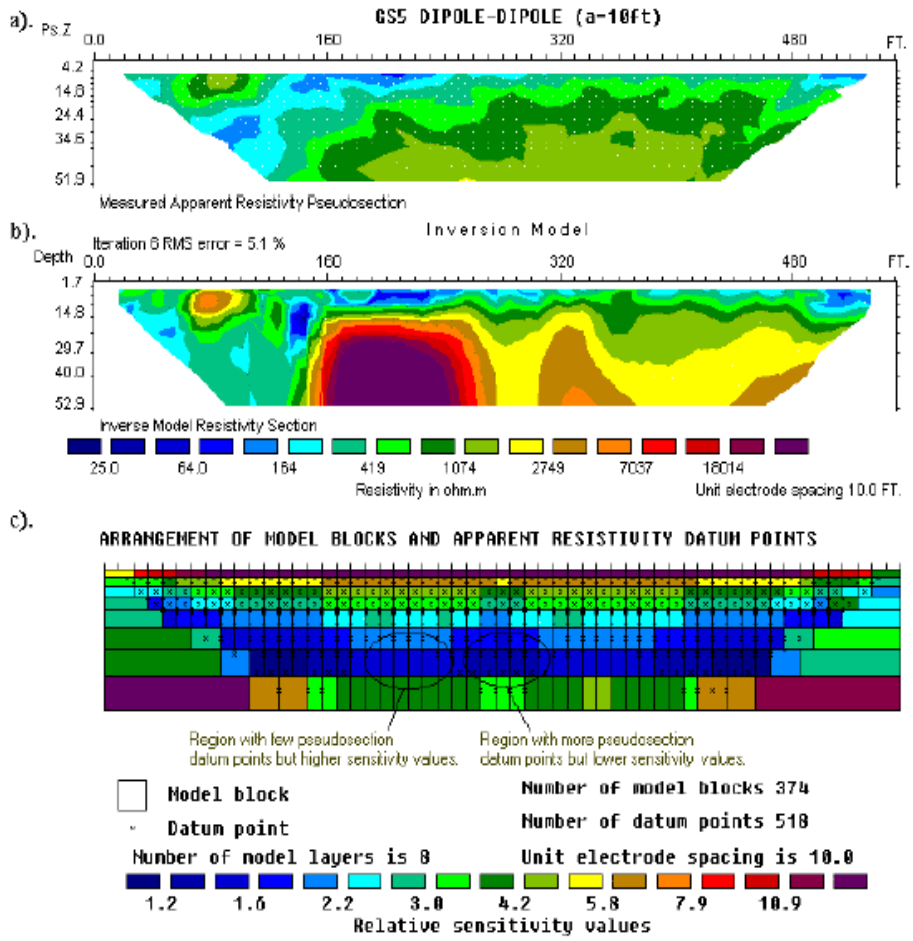 a).
GS5 DIPOLE-DIPOLE (a-10ft)
Ps.Z
0.0 160 320 480 FT.
4.2
14.8
24.4
34.6
51.9
Measured Apparent Resistivity Pseudosection
b).
Inversion Model
Iteration 6 RMS error = 5.1 %
Depth
0.0 160 320 480 FT.
1.7
14.8
29.7
40.0
52.9
Inverse Model Resistivity Section
25.0 64.0 164 419 1074 2749 7037 18014
Resistivity in ohm.m
Unit electrode spacing 10.0 FT.
c).
ARRANGEMENT OF MODEL BLOCKS AND APPARENT RESISTIVITY DATUM POINTS
Region with few pseudosection
datum points but higher sensitivity values.
Region with more pseudosection
datum points but lower sensitivity values.
Model block
Number of model blocks 374
Datum point
Number of datum points 518
Number of model layers is 8
Unit electrode spacing is 10.0
1.2 1.6 2.2 3.0 4.2 5.8 7.9 10.9
Relative sensitivity values